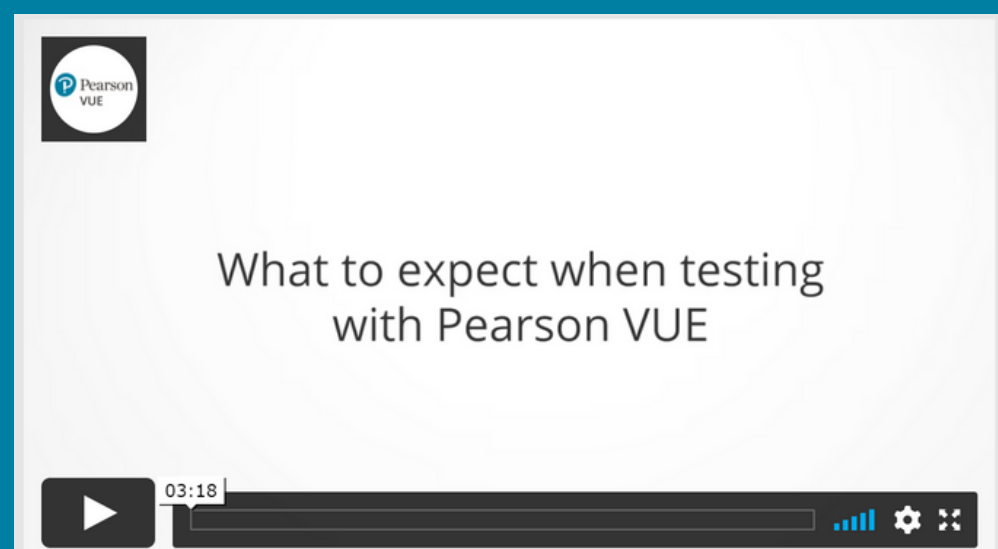 Pearson
VUE
What to expect when testing
with Pearson VUE
03:18